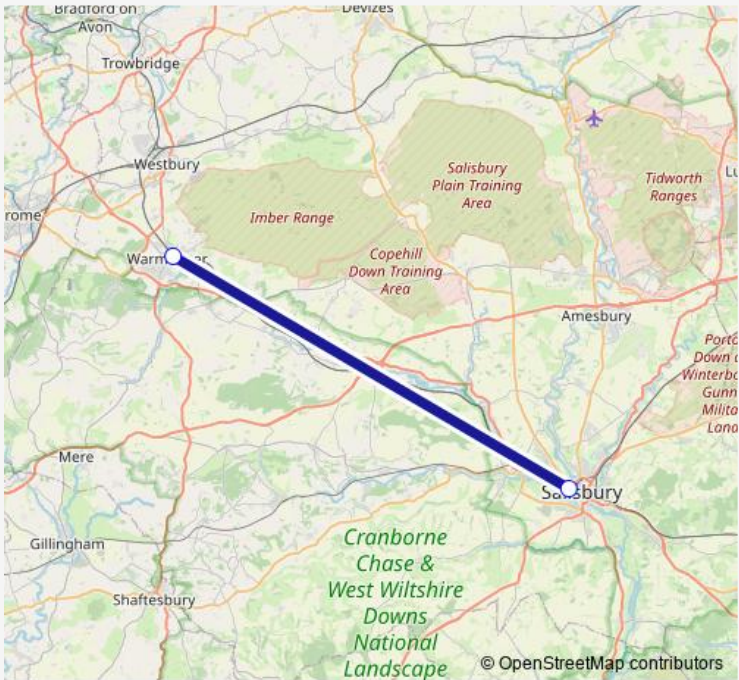 Bradford on
Avon
Devizes
Trowbridge
Westbury
Salisbury
Plain Training
Area
Tidworth
Ranges
Imber Range
Copehill
Down Training
Area
Amesbury
Down
Mere
Salisbury
Gillingham
Shaftesbury
Cranborne
Chase &
West Wiltshire
Downs
National
Landscape
© OpenStreetMap contributors